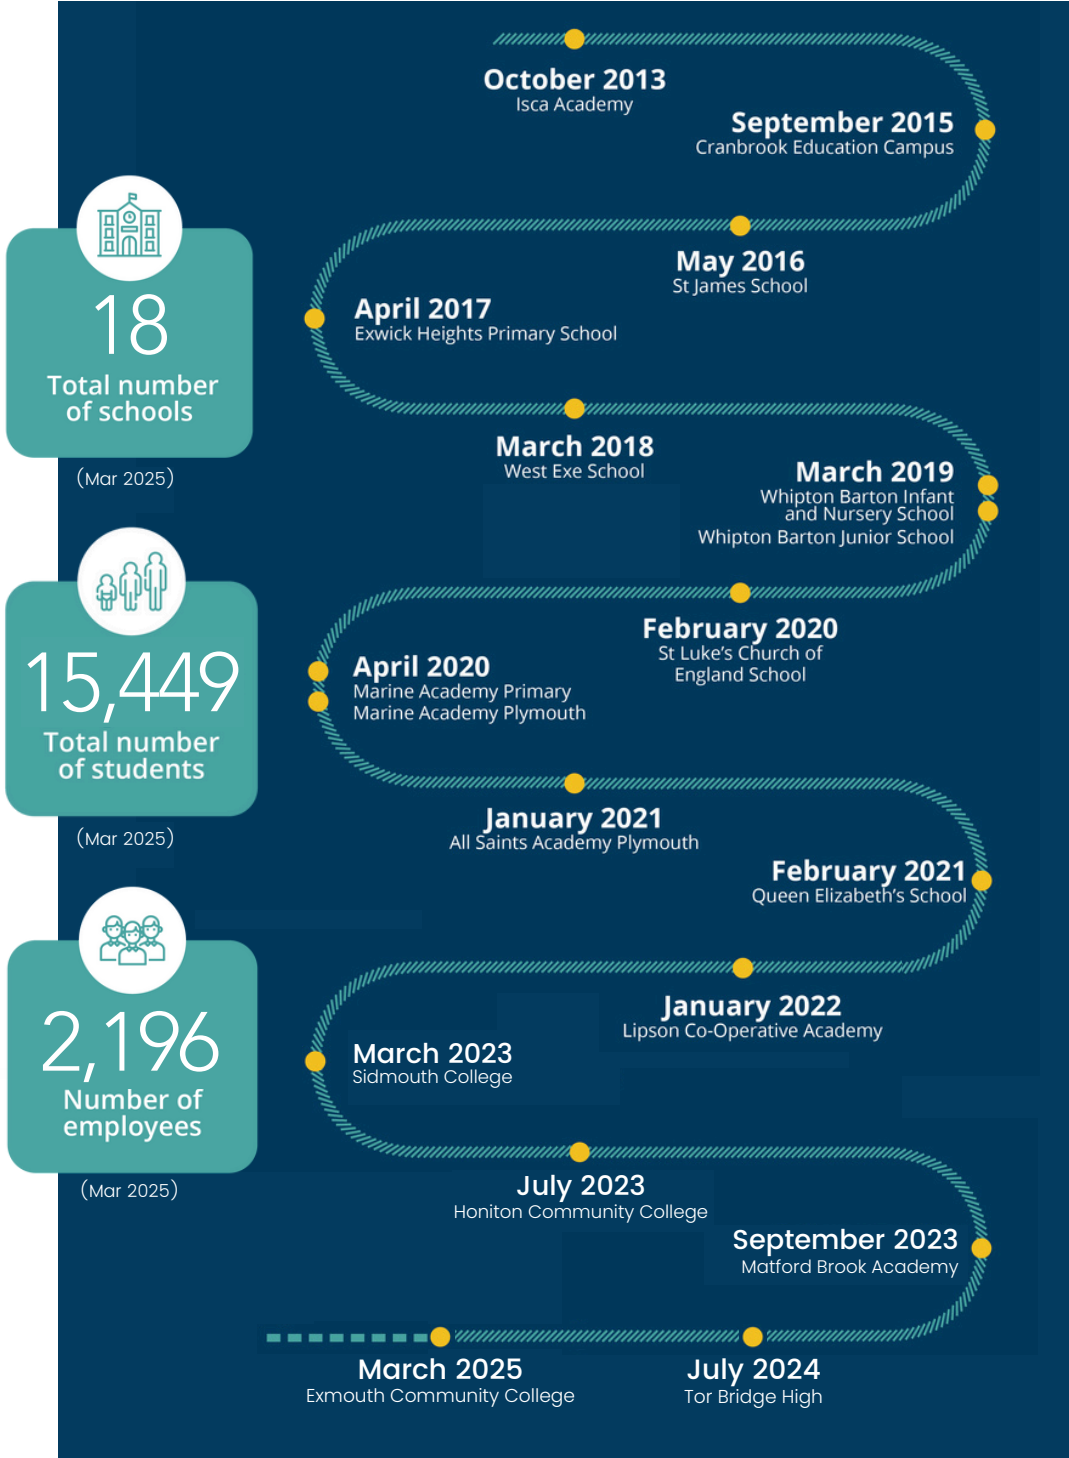 October 2013
Isca Academy
September 2015
Cranbrook Education Campus
May 2016
St James School
April 2017
Exwick Heights Primary School
March 2018
West Exe School
March 2019
Whipton Barton Infant
and Nursery School
Whipton Barton Junior School
February 2020
St Luke's Church of
England School
April 2020
Marine Academy Primary
Marine Academy Plymouth
January 2021
All Saints Academy Plymouth
February 2021
Queen Elizabeth's School
January 2022
Lipson Co-Operative Academy
March 2023
Sidmouth College
July 2023
Honiton Community College
September 2023
Matford Brook Academy
July 2024
Tor Bridge High
March 2025
Exmouth Community College
18
Total number
of schools
(Mar 2025)
15,449
Total number
of students
(Mar 2025)
2,196
Number of
employees
(Mar 2025)